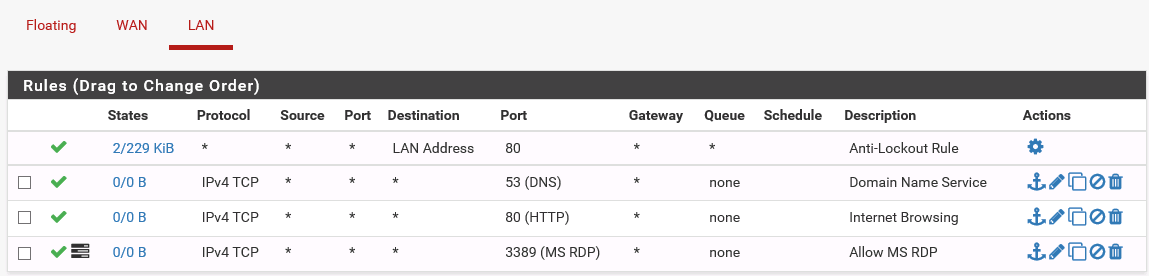 Floating WAN LAN
Rules (Drag to Change Order)
States Protocol Source Port Destination Port Gateway Queue Schedule Description Actions
2/229 KiB * * * LAN Address 80 * * Anti-Lockout Rule
0/0 B IPv4 TCP * * * 53 (DNS) * none Domain Name Service
0/0 B IPv4 TCP * * * 80 (HTTP) * none Internet Browsing
0/0 B IPv4 TCP * * * 3389 (MS RDP) * none Allow MS RDP